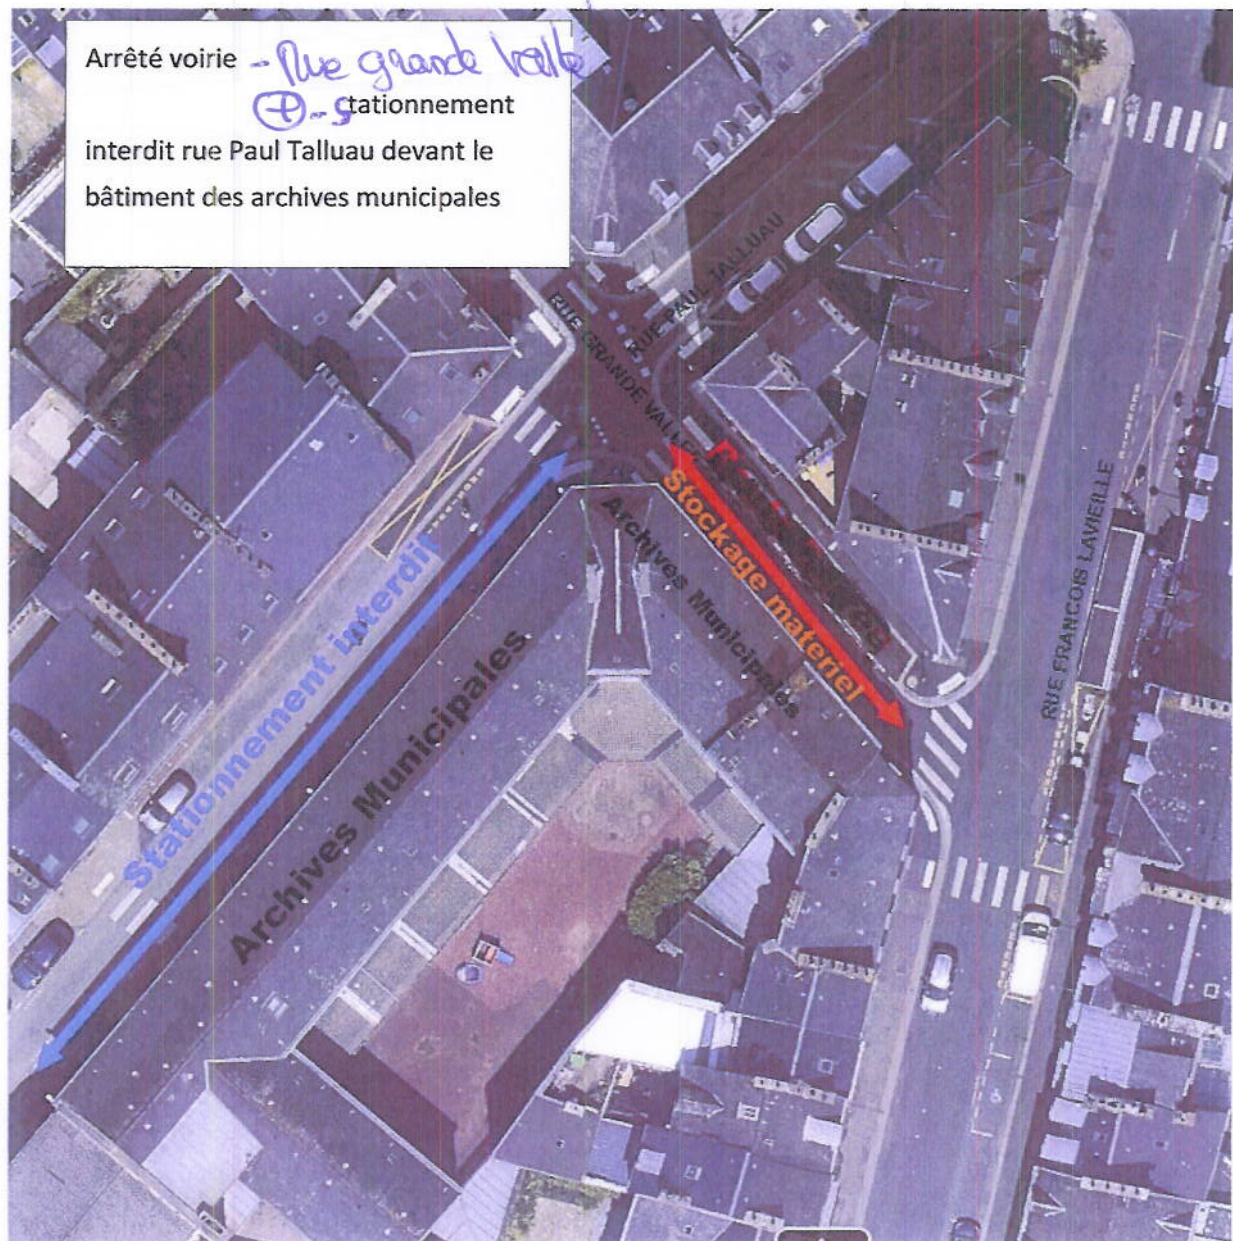 Arrêté voirie - Rue grande Vallée
⊕ - stationnement
interdit rue Paul Talluau devant le
bâtiment des archives municipales
RUE PAUL TALLUAU
RUE GRANDE VALLEE
Stationnement interdit
Archives Municipales
Archives Municipales
Stockage materiel
RUE FRANCOIS LAVIEILLE